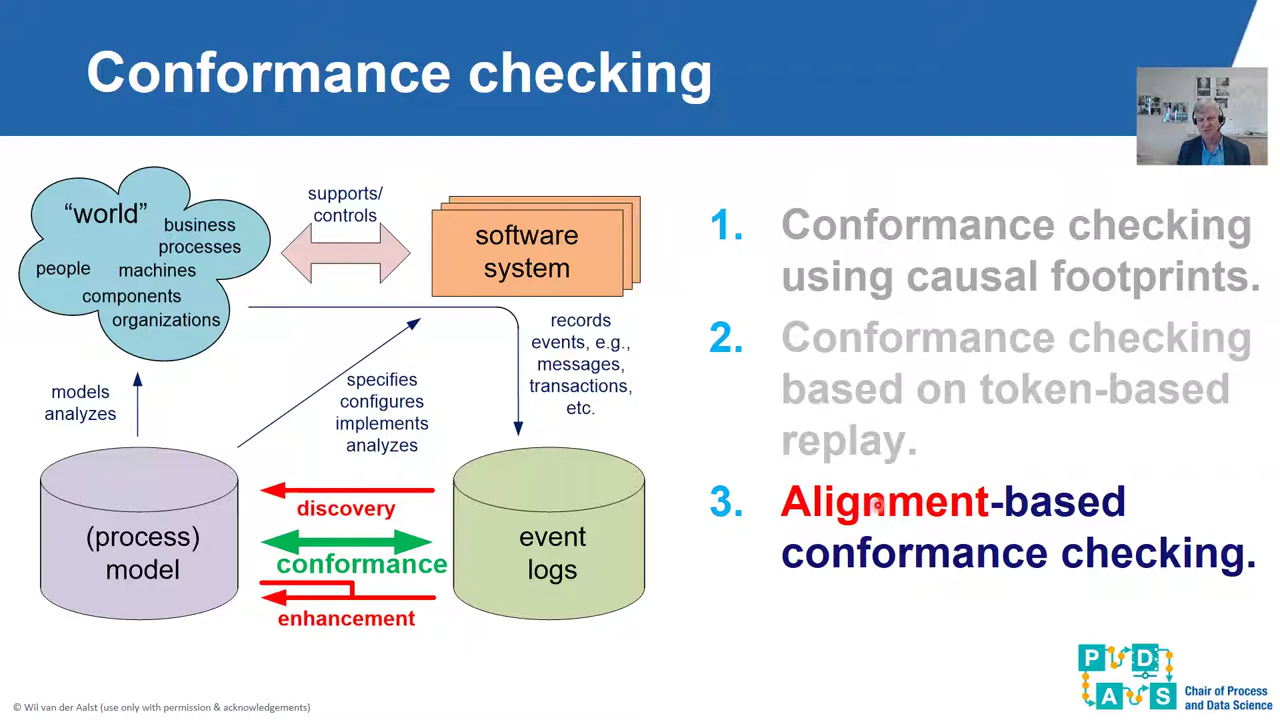 Conformance checking
“world”
business
processes
people
machines
components
organizations
supports/
controls
software
system
records
events, e.g.,
messages,
transactions,
etc.
models
analyzes
specifies
configures
implements
analyzes
(process)
model
discovery
conformance
enhancement
event
logs
1. Conformance checking
using causal footprints.
2. Conformance checking
based on token-based
replay.
3. Alignment-based
conformance checking.
P D
A S
Chair of Process
and Data Science
© Wil van der Aalst (use only with permission & acknowledgements)